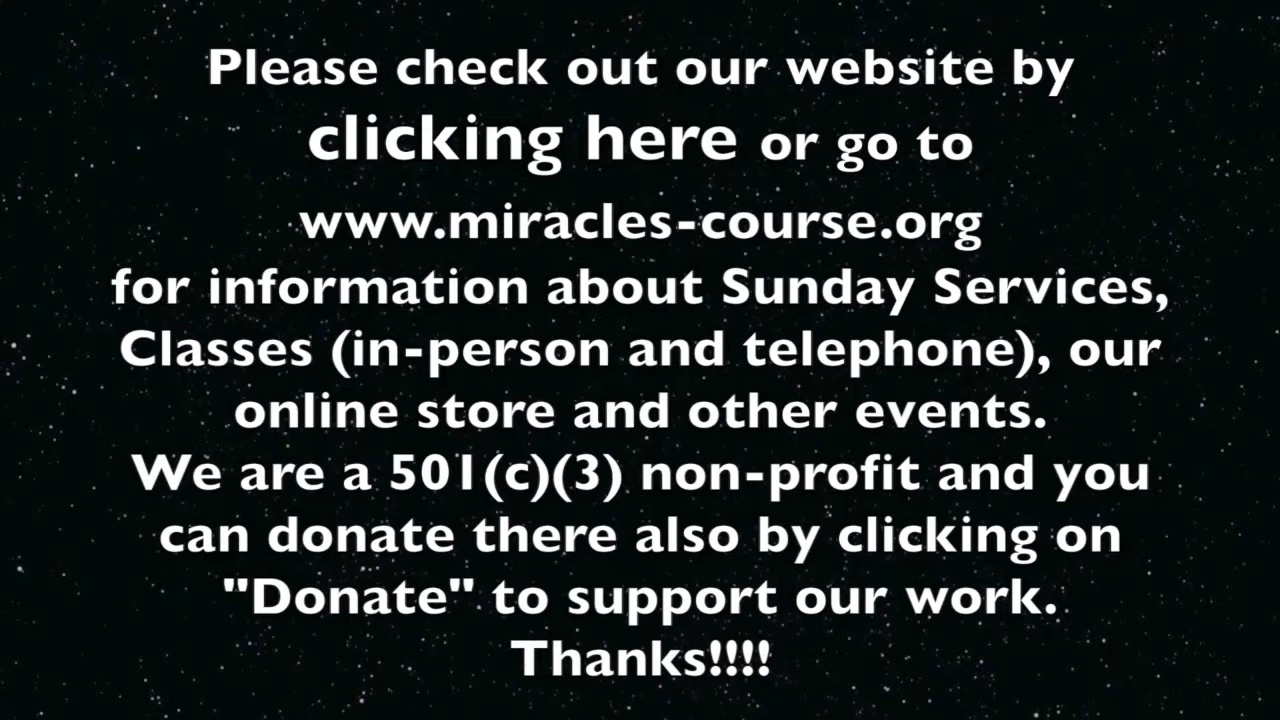 Please check out our website by
clicking here or go to
www.miracles-course.org
for information about Sunday Services,
Classes (in-person and telephone), our
online store and other events.
We are a 501(c)(3) non-profit and you
can donate there also by clicking on
"Donate" to support our work.
Thanks!!!!